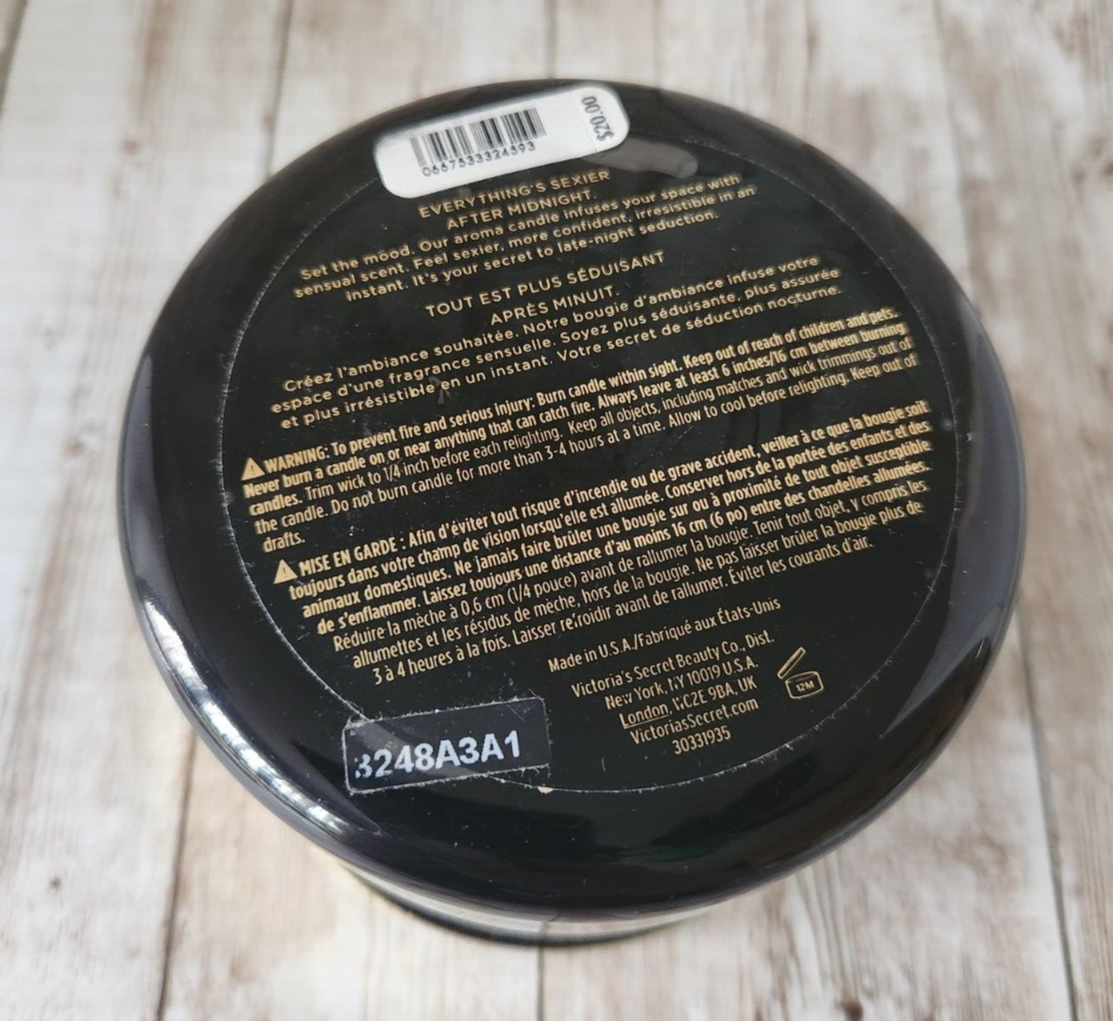 $20.00
0667533324593
EVERYTHING'S SEXIER
AFTER MIDNIGHT.
Set the mood. Our aroma candle infuses your space with
sensual scent. Feel sexier, more confident, irresistible in an
instant. It's your secret to late-night seduction.
TOUT EST PLUS SÉDUISANT
APRÈS MINUIT.
Créez l'ambiance souhaitée. Notre bougie d'ambiance infuse votre
espace d'une fragrance sensuelle. Soyez plus séduisante, plus assurée
et plus irrésistible en un instant. Votre secret de séduction nocturne.
WARNING: To prevent fire and serious injury: Burn candle within sight. Keep out of reach of children and pets.
Never burn a candle on or near anything that can catch fire. Always leave at least 6 inches/16 cm between burning
candles. Trim wick to 1/4 inch before each relighting. Keep all objects, including matches and wick trimmings out of
the candle. Do not burn candle for more than 3-4 hours at a time. Allow to cool before relighting. Keep out of
drafts.
MISE EN GARDE : Afin d'éviter tout risque d'incendie ou de grave accident, veiller à ce que la bougie soit
toujours dans votre champ de vision lorsqu'elle est allumée. Conserver hors de la portée des enfants et des
animaux domestiques. Ne jamais faire brûler une bougie sur ou à proximité de tout objet susceptible
de s'enflammer. Laissez toujours une distance d'au moins 16 cm (6 po) entre des chandelles allumées.
Réduire la mèche à 0,6 cm (1/4 pouce) avant de rallumer la bougie. Tenir tout objet, y compris les
allumettes et les résidus de mèche, hors de la bougie. Ne pas laisser brûler la bougie plus de
3 à 4 heures à la fois. Laisser refroidir avant de rallumer. Éviter les courants d'air.
Made in U.S.A./Fabriqué aux États-Unis
Victoria's Secret Beauty Co., Dist.
New York, NY 10019 U.S.A.
London, WC2E 9BA, UK
VictoriasSecret.com
30331935
12M
3248A3A1